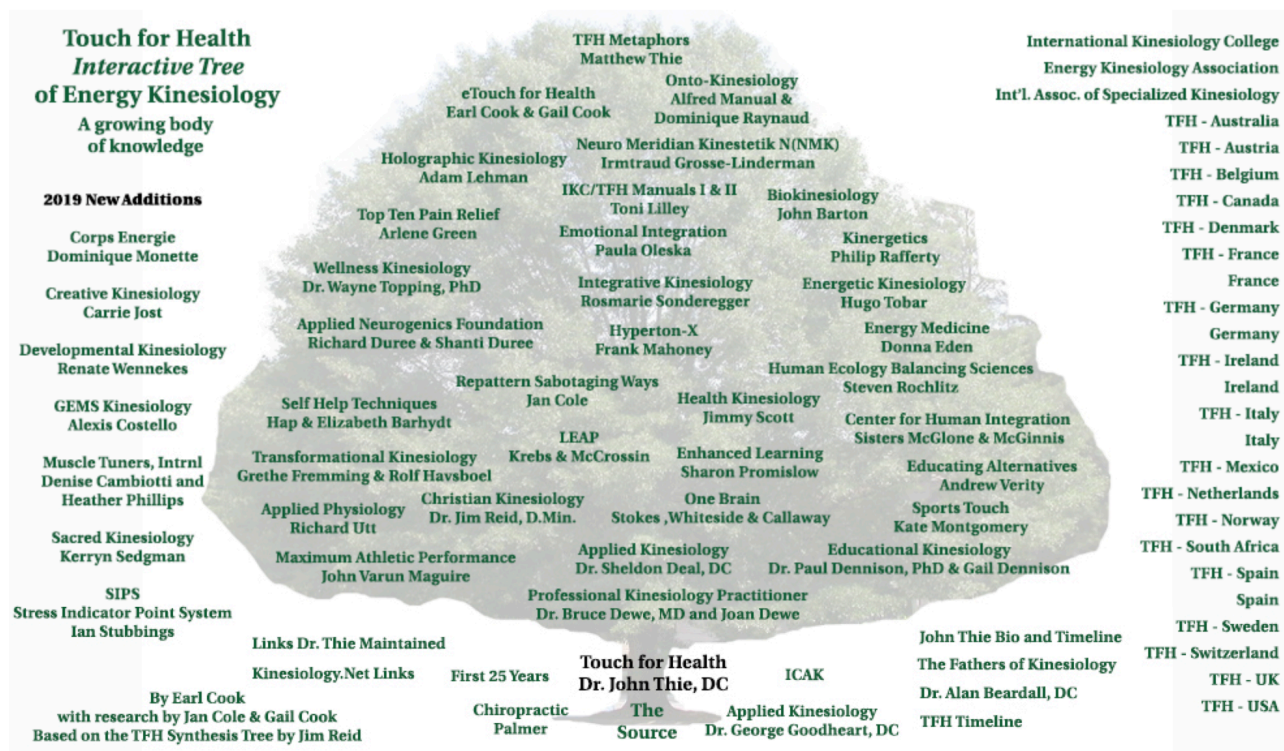 Touch for Health
Interactive Tree
of Energy Kinesiology
A growing body
of knowledge
2019 New Additions
Corps Energie
Dominique Monette
Creative Kinesiology
Carrie Jost
Developmental Kinesiology
Renate Wennekes
GEMS Kinesiology
Alexis Costello
Muscle Tuners, Intrnl
Denise Cambiotti and
Heather Phillips
Sacred Kinesiology
Kerryn Sedgman
SIPS
Stress Indicator Point System
Ian Stubbings
TFH Metaphors
Matthew Thie
eTouch for Health
Earl Cook & Gail Cook
Onto-Kinesiology
Alfred Manual &
Dominique Raynaud
Holographic Kinesiology
Adam Lehman
Neuro Meridian Kinestetik N(NMK)
Irmtraud Grosse-Linderman
IKC/TFH Manuals I & II
Toni Lilley
Biokinesiology
John Barton
Top Ten Pain Relief
Arlene Green
Emotional Integration
Paula Oleska
Kinergetics
Philip Rafferty
Wellness Kinesiology
Dr. Wayne Topping, PhD
Integrative Kinesiology
Rosmarie Sonderegger
Energetic Kinesiology
Hugo Tobar
Applied Neurogenics Foundation
Richard Duree & Shanti Duree
Hyperton-X
Frank Mahoney
Energy Medicine
Donna Eden
Human Ecology Balancing Sciences
Steven Rochlitz
Repattern Sabotaging Ways
Jan Cole
Self Help Techniques
Hap & Elizabeth Barhydt
Health Kinesiology
Jimmy Scott
Center for Human Integration
Sisters McGlone & McGinnis
LEAP
Krebs & McCrossin
Transformational Kinesiology
Grethe Fremming & Rolf Havsboel
Enhanced Learning
Sharon Promislow
Educating Alternatives
Andrew Verity
Applied Physiology
Richard Utt
Christian Kinesiology
Dr. Jim Reid, D.Min.
One Brain
Stokes ,Whiteside & Callaway
Sports Touch
Kate Montgomery
Maximum Athletic Performance
John Varun Maguire
Applied Kinesiology
Dr. Sheldon Deal, DC
Educational Kinesiology
Dr. Paul Dennison, PhD & Gail Dennison
Professional Kinesiology Practitioner
Dr. Bruce Dewe, MD and Joan Dewe
Links Dr. Thie Maintained
Kinesiology.Net Links
First 25 Years
Touch for Health
Dr. John Thie, DC
ICAK
Chiropractic
Palmer
The
Source
Applied Kinesiology
Dr. George Goodheart, DC
John Thie Bio and Timeline
The Fathers of Kinesiology
Dr. Alan Beardall, DC
TFH Timeline
By Earl Cook
with research by Jan Cole & Gail Cook
Based on the TFH Synthesis Tree by Jim Reid
International Kinesiology College
Energy Kinesiology Association
Int'l. Assoc. of Specialized Kinesiology
TFH - Australia
TFH - Austria
TFH - Belgium
TFH - Canada
TFH - Denmark
TFH - France
France
TFH - Germany
Germany
TFH - Ireland
Ireland
TFH - Italy
Italy
TFH - Mexico
TFH - Netherlands
TFH - Norway
TFH - South Africa
TFH - Spain
Spain
TFH - Sweden
TFH - Switzerland
TFH - UK
TFH - USA